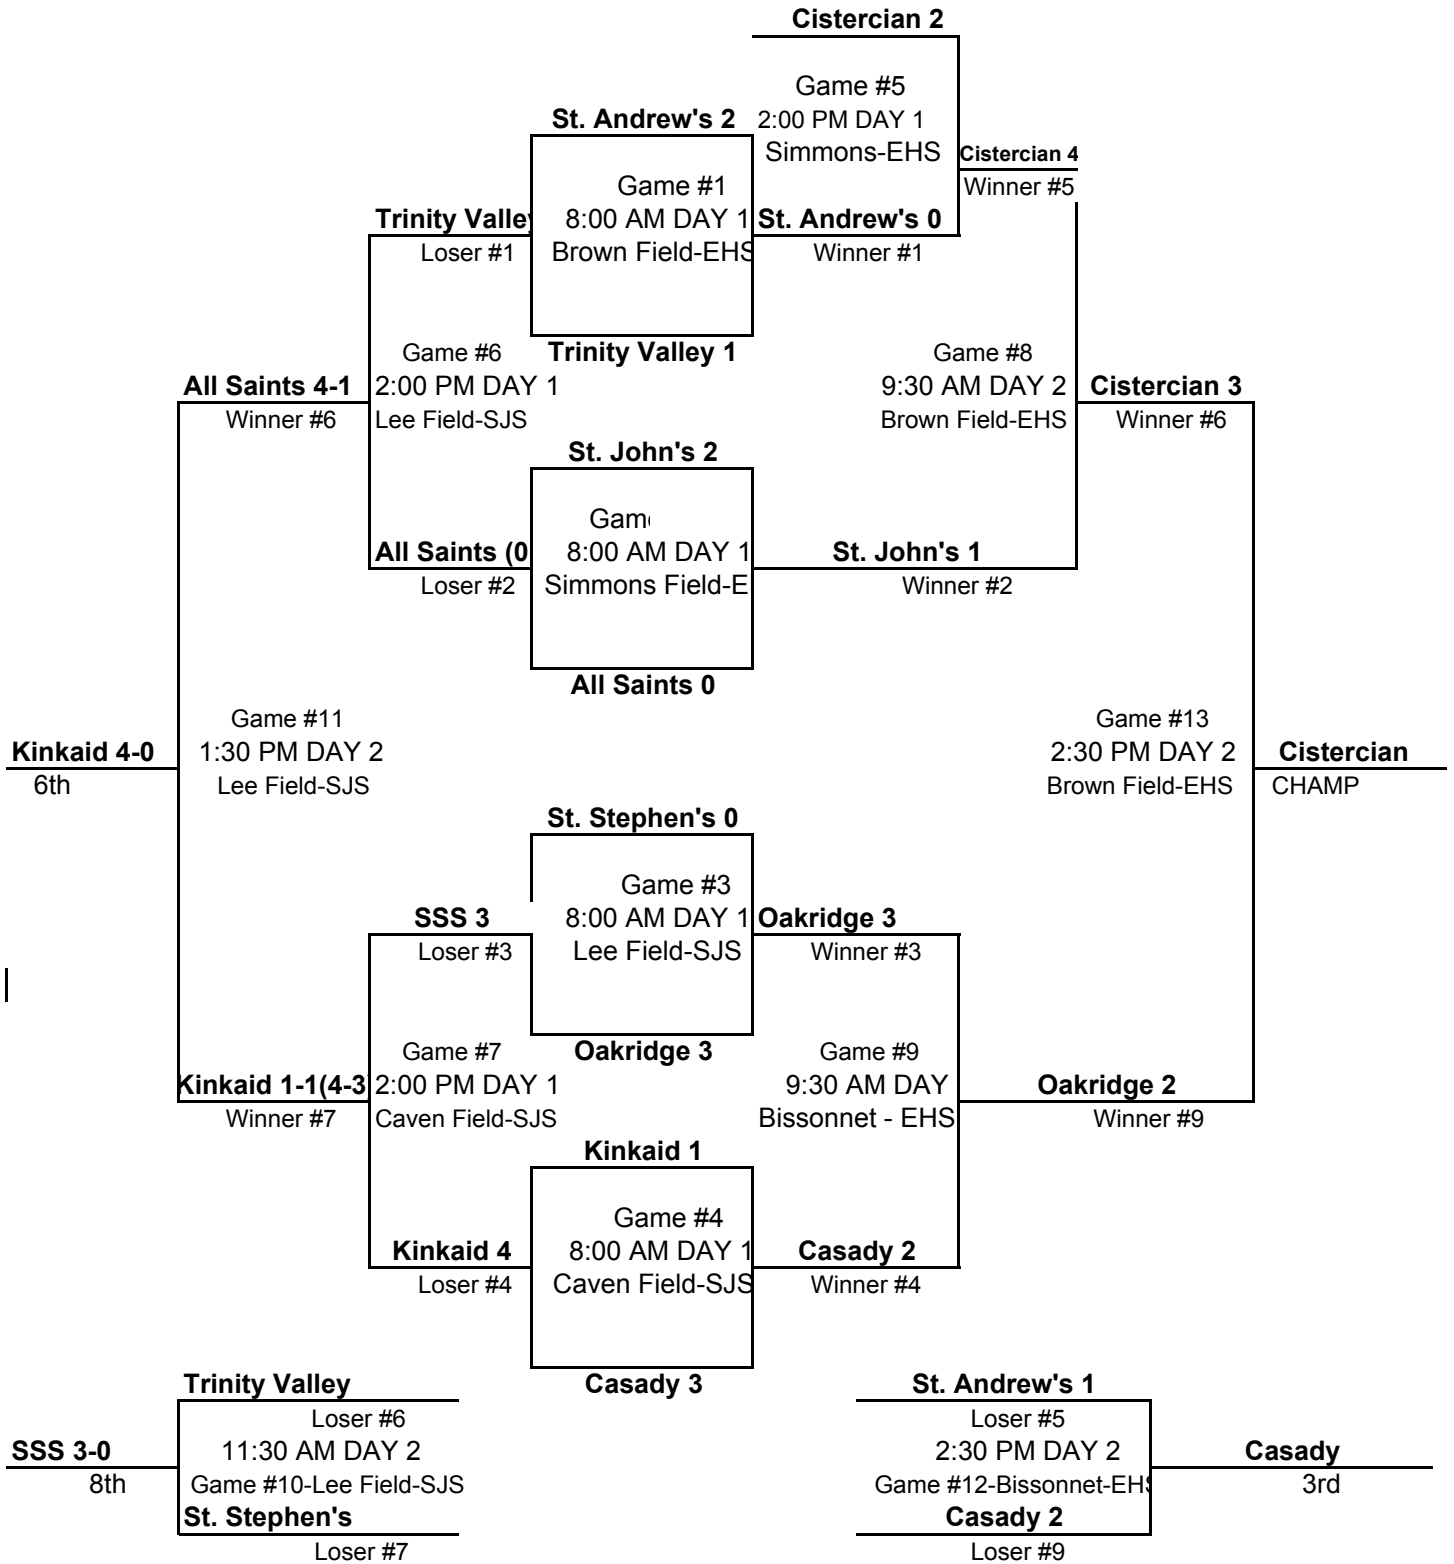 Cistercian 2
Game #5
St. Andrew's 2
2:00 PM DAY 1
Simmons-EHS
Cistercian 4
Game #1
Winner #5
Trinity Valley
8:00 AM DAY 1
St. Andrew's 0
Loser #1
Brown Field-EHS
Winner #1
Game #6
Trinity Valley 1
Game #8
All Saints 4-1
2:00 PM DAY 1
9:30 AM DAY 2
Cistercian 3
Winner #6
Lee Field-SJS
Brown Field-EHS
Winner #6
St. John's 2
Gam
All Saints (0
8:00 AM DAY 1
St. John's 1
Loser #2
Simmons Field-E
Winner #2
All Saints 0
Game #11
Game #13
Kinkaid 4-0
1:30 PM DAY 2
2:30 PM DAY 2
Cistercian
6th
Lee Field-SJS
Brown Field-EHS
CHAMP
St. Stephen's 0
Game #3
SSS 3
8:00 AM DAY 1
Oakridge 3
Loser #3
Lee Field-SJS
Winner #3
Game #7
Oakridge 3
Game #9
Kinkaid 1-1(4-3
2:00 PM DAY 1
9:30 AM DAY
Oakridge 2
Winner #7
Caven Field-SJS
Bissonnet - EHS
Winner #9
Kinkaid 1
Game #4
Kinkaid 4
8:00 AM DAY 1
Casady 2
Loser #4
Caven Field-SJS
Winner #4
Trinity Valley
Casady 3
St. Andrew's 1
Loser #6
Loser #5
SSS 3-0
11:30 AM DAY 2
2:30 PM DAY 2
Casady
8th
Game #10-Lee Field-SJS
Game #12-Bissonnet-EHS
3rd
St. Stephen's
Casady 2
Loser #7
Loser #9